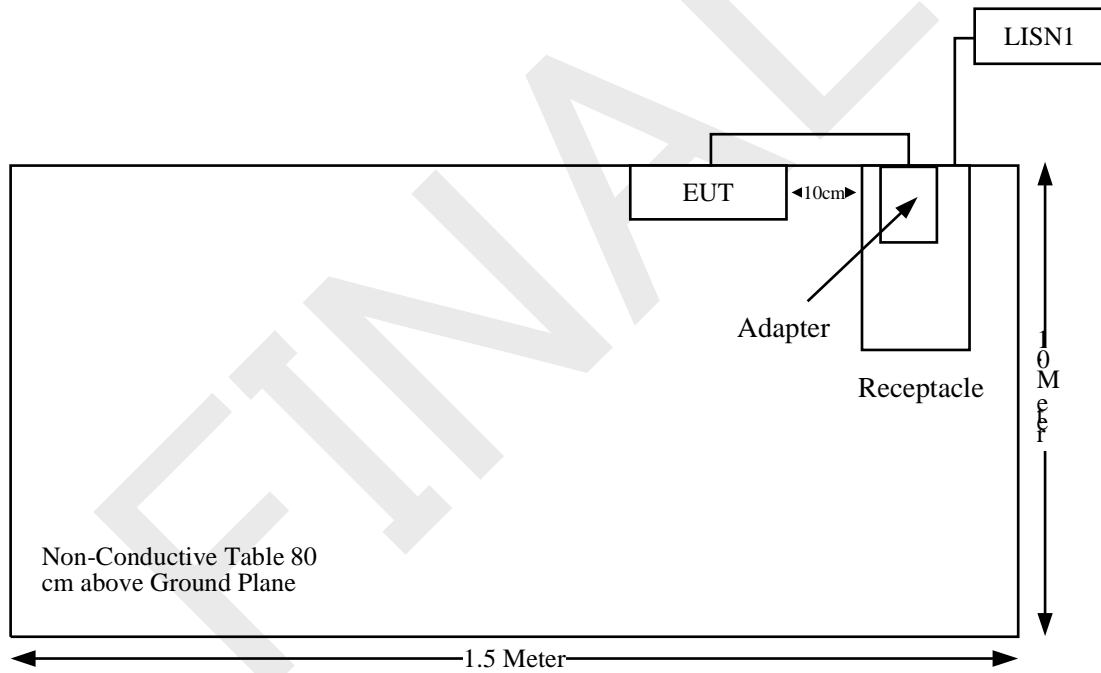 LISN1
EUT
10cm
Adapter
Receptacle
1.0 Meter
Non-Conductive Table 80
cm above Ground Plane
1.5 Meter
FINAL